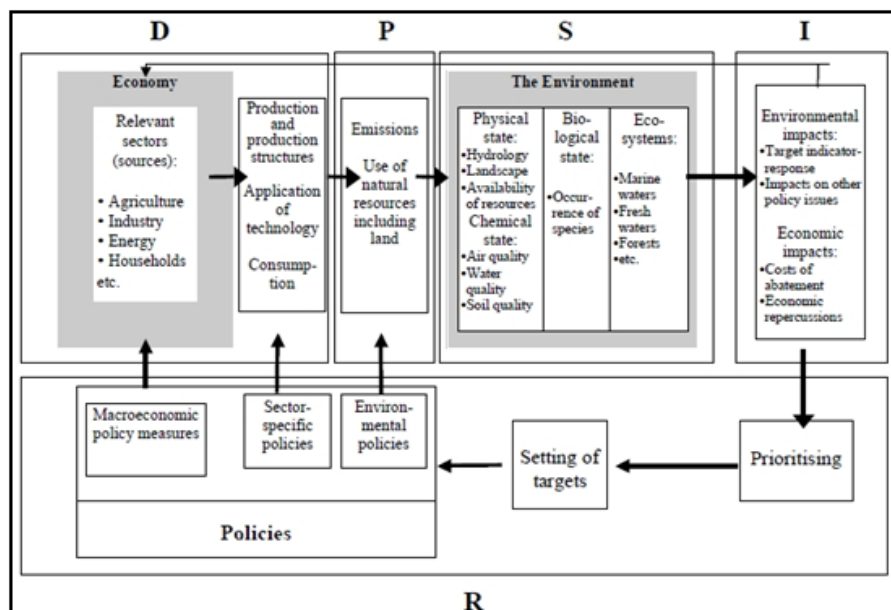 D
P
S
I
Economy
Relevant
sectors
(sources):
• Agriculture
• Industry
• Energy
• Households
etc.
Production
and
production
structures
Application
of
technology
Consump-
tion
Emissions
Use of
natural
resources
including
land
The Environment
Physical
state:
•Hydrology
•Landscape
•Availability
of resources
Chemical
state:
•Air quality
•Water
quality
•Soil quality
Bio-
logical
state:
•Occur-
rence of
species
Eco-
systems:
•Marine
waters
•Fresh
waters
•Forests
•etc.
Environmental
impacts:
•Target indicator-
response
•Impacts on other
policy issues
Economic
impacts:
•Costs of
abatement
•Economic
repercussions
Macroeconomic
policy measures
Sector-
specific
policies
Environ-
mental
policies
Policies
Setting of
targets
Prioritising
R